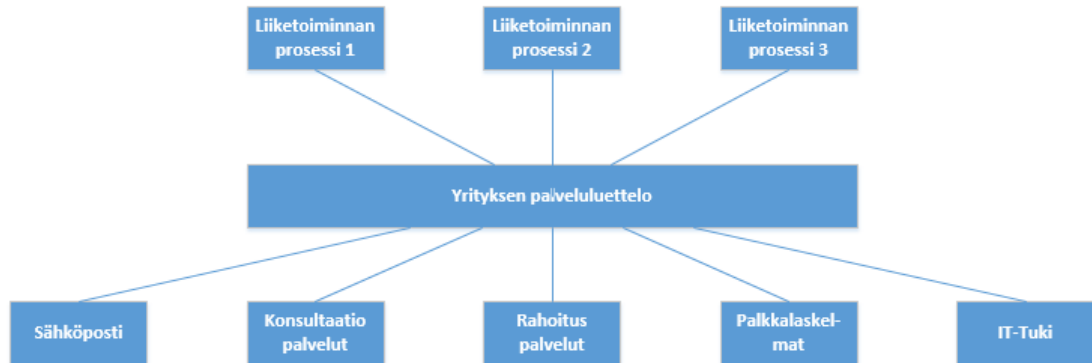 Liiketoiminnan
prosessi 1
Liiketoiminnan
prosessi 2
Liiketoiminnan
prosessi 3
Yrityksen palveluluettelo
Sähköposti
Konsultaatio
palvelut
Rahoitus
palvelut
Palkkalaskel-
mat
IT-Tuki